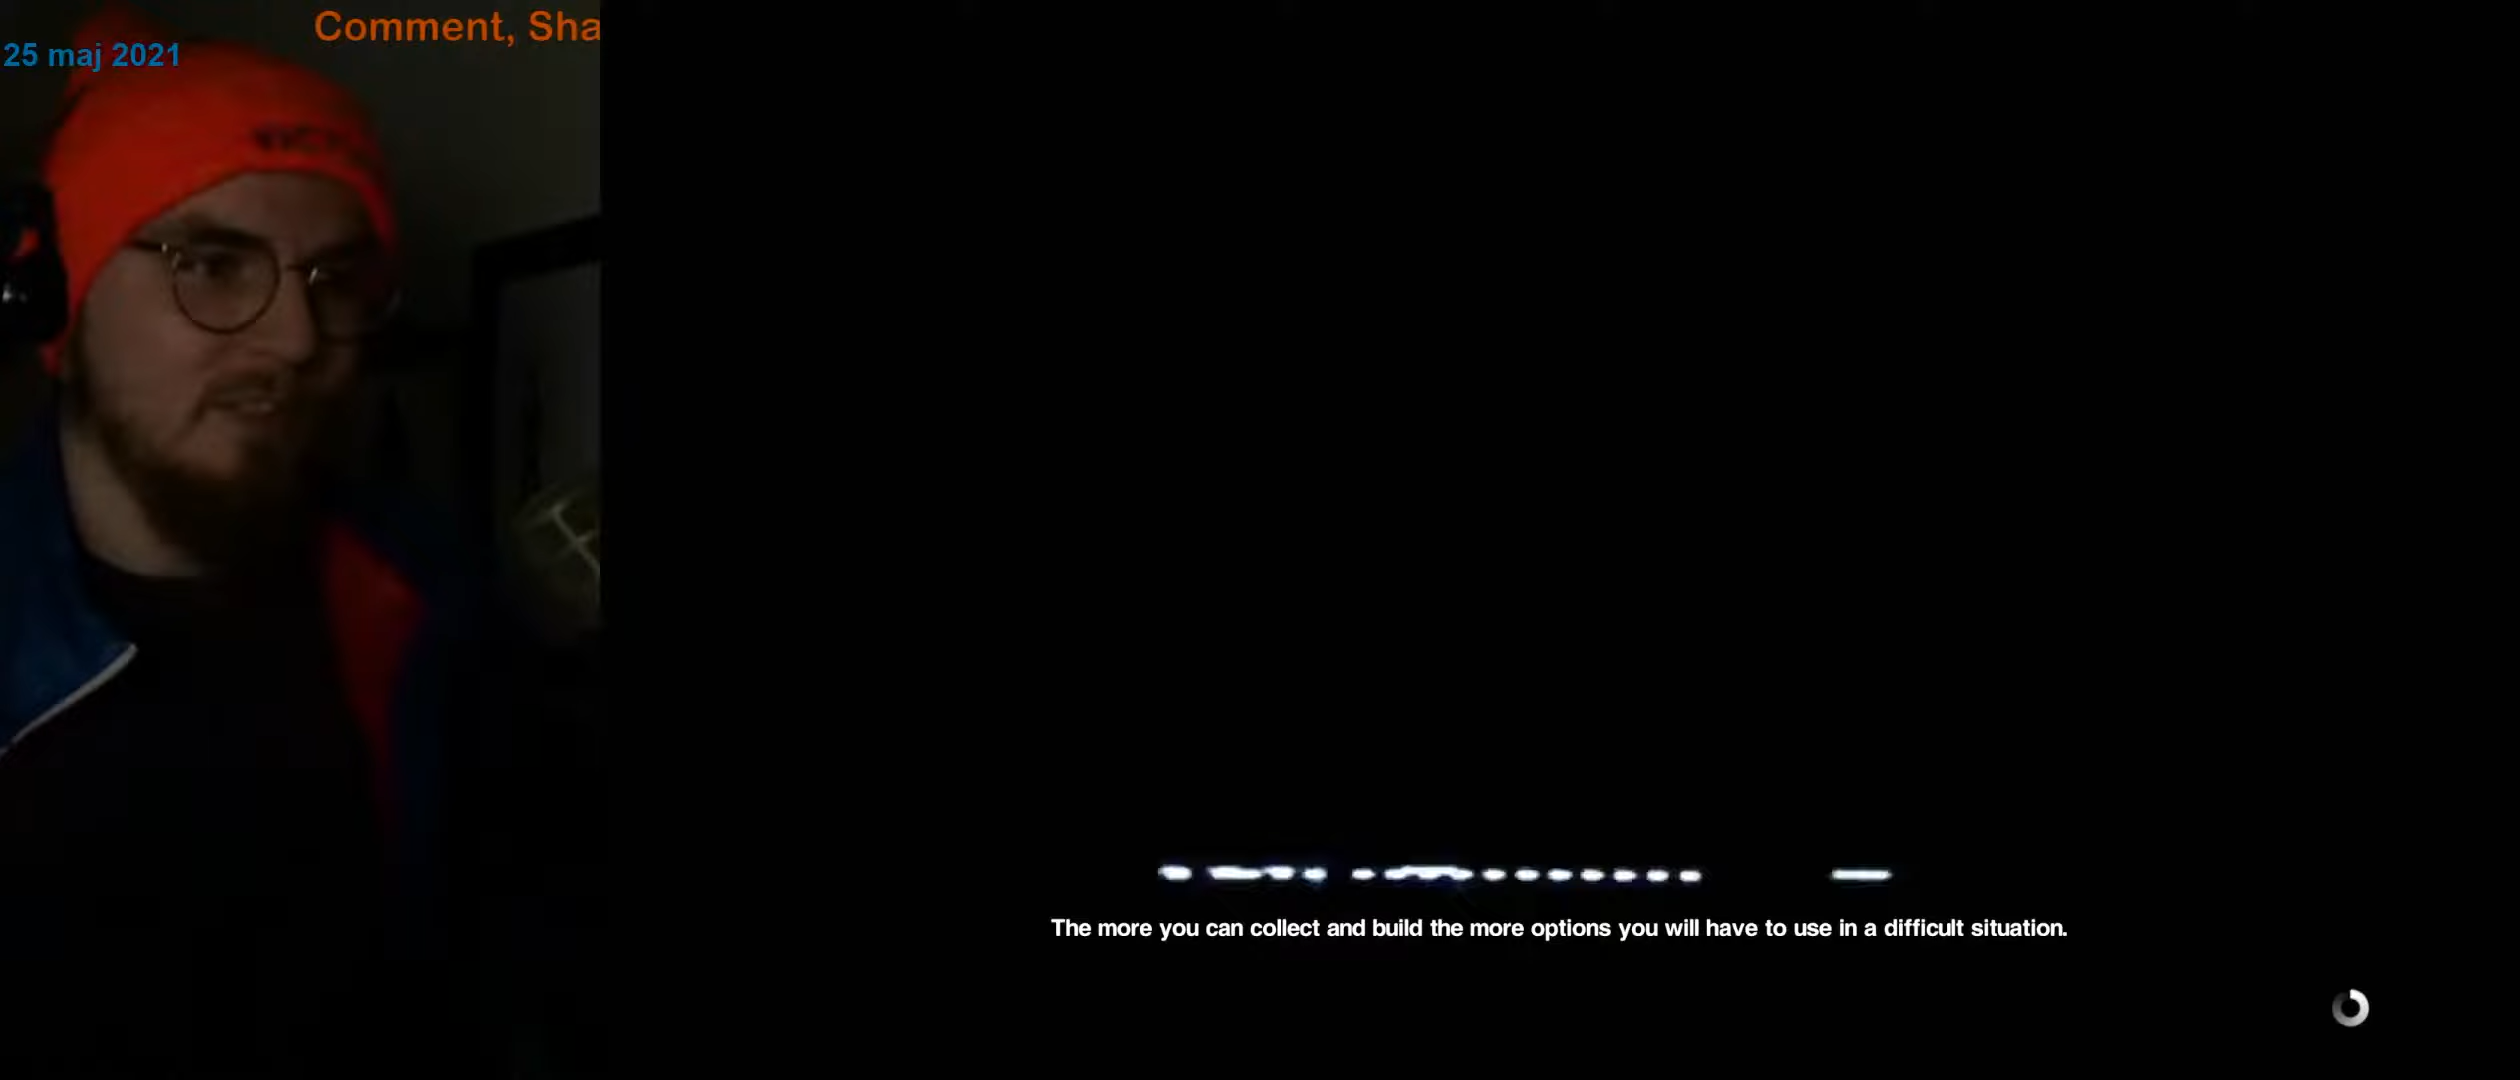 Comment, Sha
25 maj 2021
The more you can collect and build the more options you will have to use in a difficult situation.